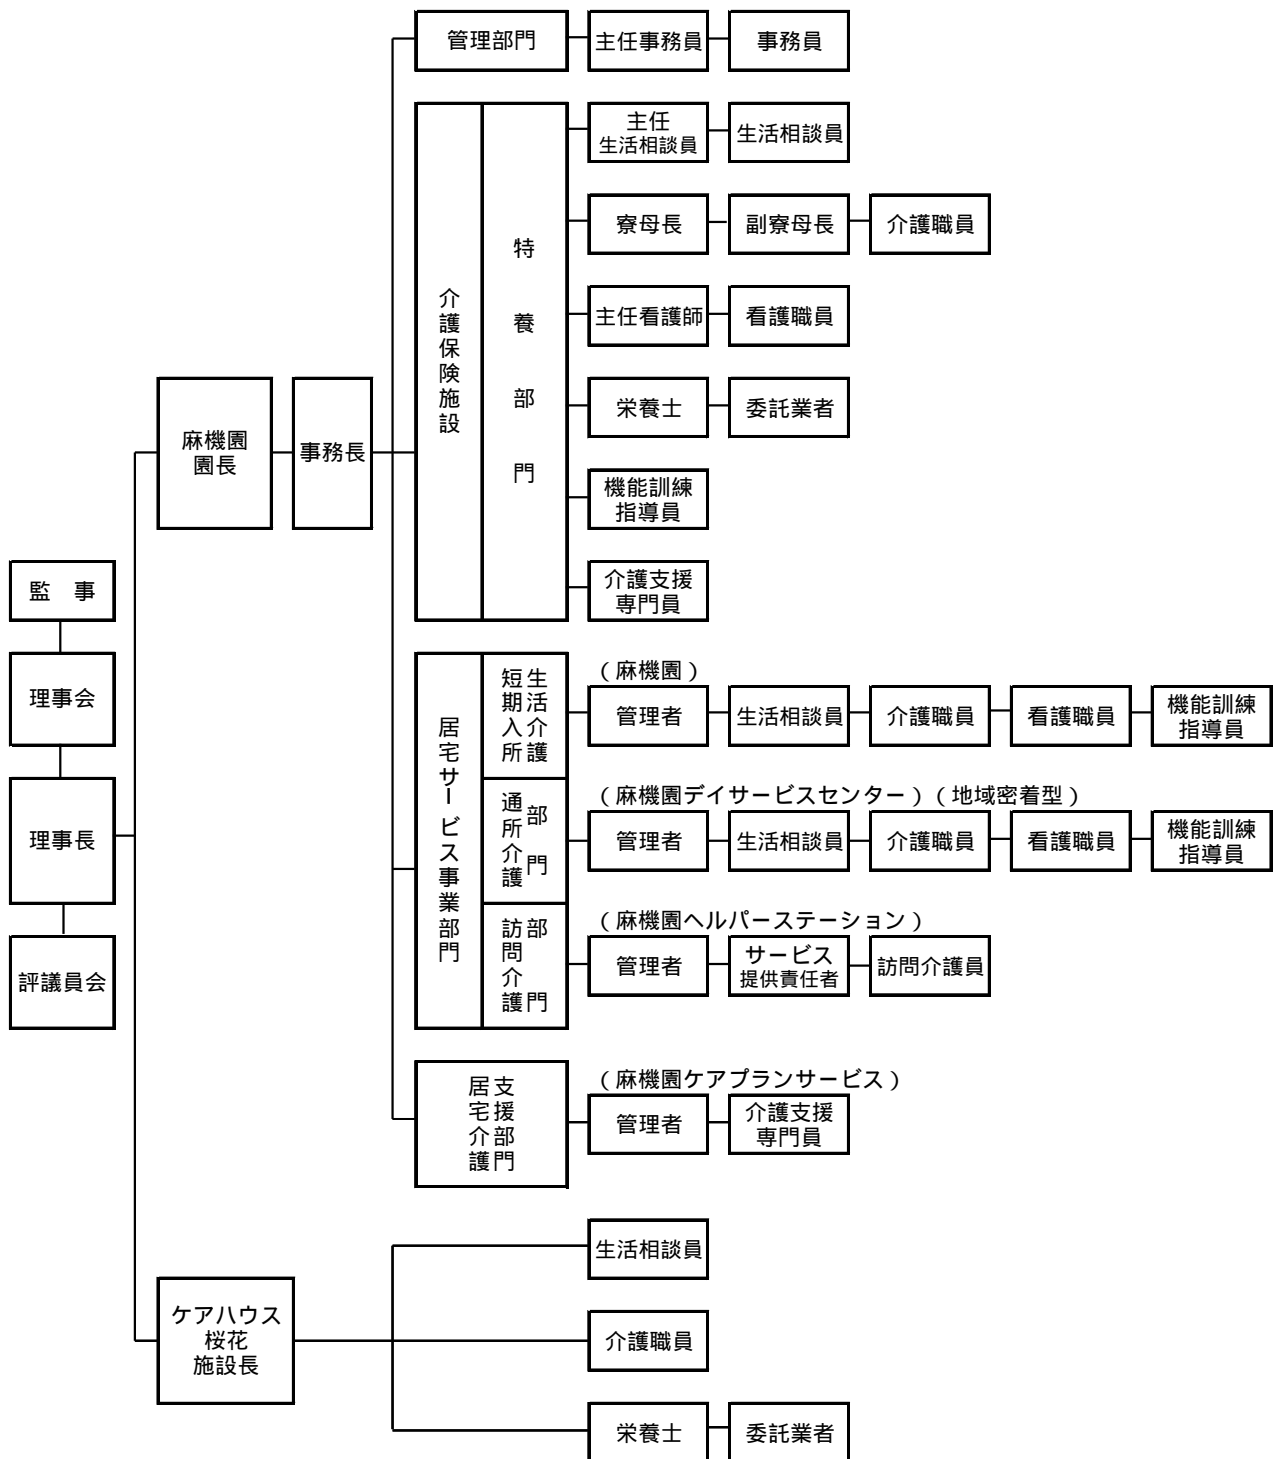 管理部門
主任事務員
事務員
介護保険施設
特養部門
主任
生活相談員
生活相談員
寮母長
副寮母長
介護職員
主任看護師
看護職員
栄養士
委託業者
機能訓練
指導員
介護支援
専門員
麻機園
園長
事務長
監　事
理事会
理事長
評議員会
居宅サービス事業部門
短期入所
生活介護
（麻機園）
管理者
生活相談員
介護職員
看護職員
機能訓練
指導員
通所介護
部門
（麻機園デイサービスセンター）（地域密着型）
管理者
生活相談員
介護職員
看護職員
機能訓練
指導員
訪問介護
部門
（麻機園ヘルパーステーション）
管理者
サービス
提供責任者
訪問介護員
居宅介護
支援部門
（麻機園ケアプランサービス）
管理者
介護支援
専門員
ケアハウス
桜花
施設長
生活相談員
介護職員
栄養士
委託業者